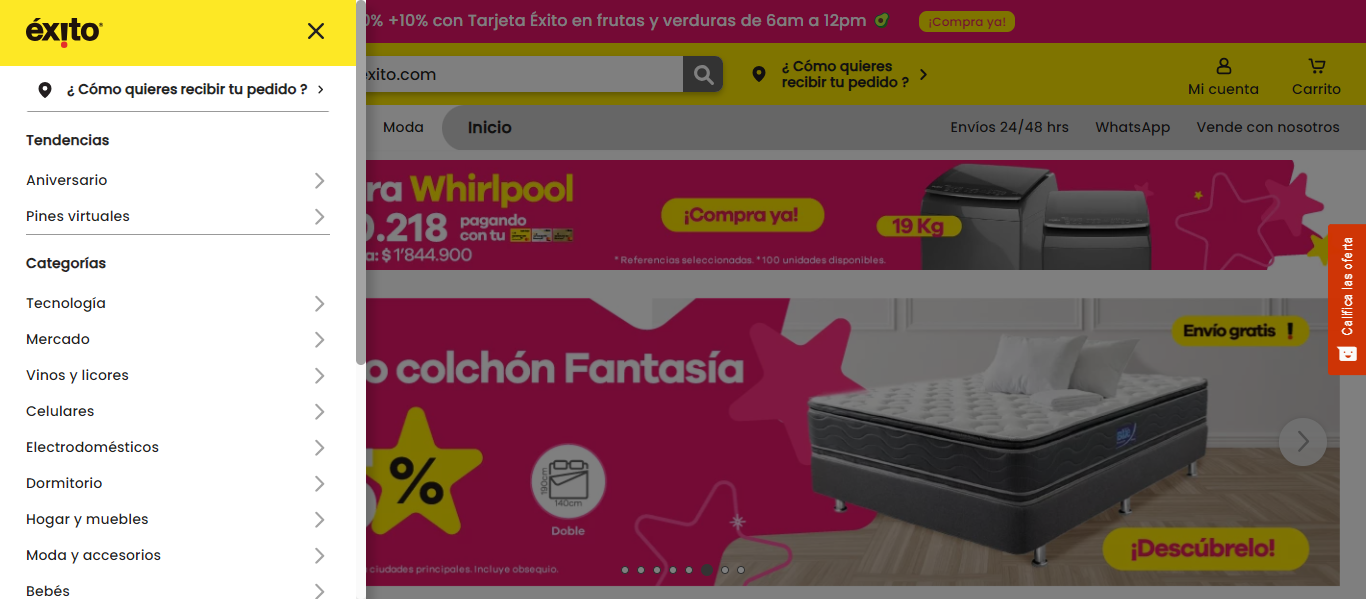 éxito
¿ Cómo quieres recibir tu pedido ?
Tendencias
Aniversario
Pines virtuales
Categorías
Tecnología
Mercado
Vinos y licores
Celulares
Electrodomésticos
Dormitorio
Hogar y muebles
Moda y accesorios
Bebés
0% +10% con Tarjeta Éxito en frutas y verduras de 6am a 12pm
¡Compra ya!
exito.com
¿ Cómo quieres
recibir tu pedido ?
Mi cuenta
Carrito
Moda
Inicio
Envíos 24/48 hrs
WhatsApp
Vende con nosotros
ra Whirlpool
0.218
pagando
con tu
a: $ 1'844.900
¡Compra ya!
19 Kg
* Referencias seleccionadas. *100 unidades disponibles.
Envío gratis !
o colchón Fantasía
%
190cm
140cm
Doble
ciudades principales. Incluye obsequio.
¡Descúbrelo!
Califica las oferta